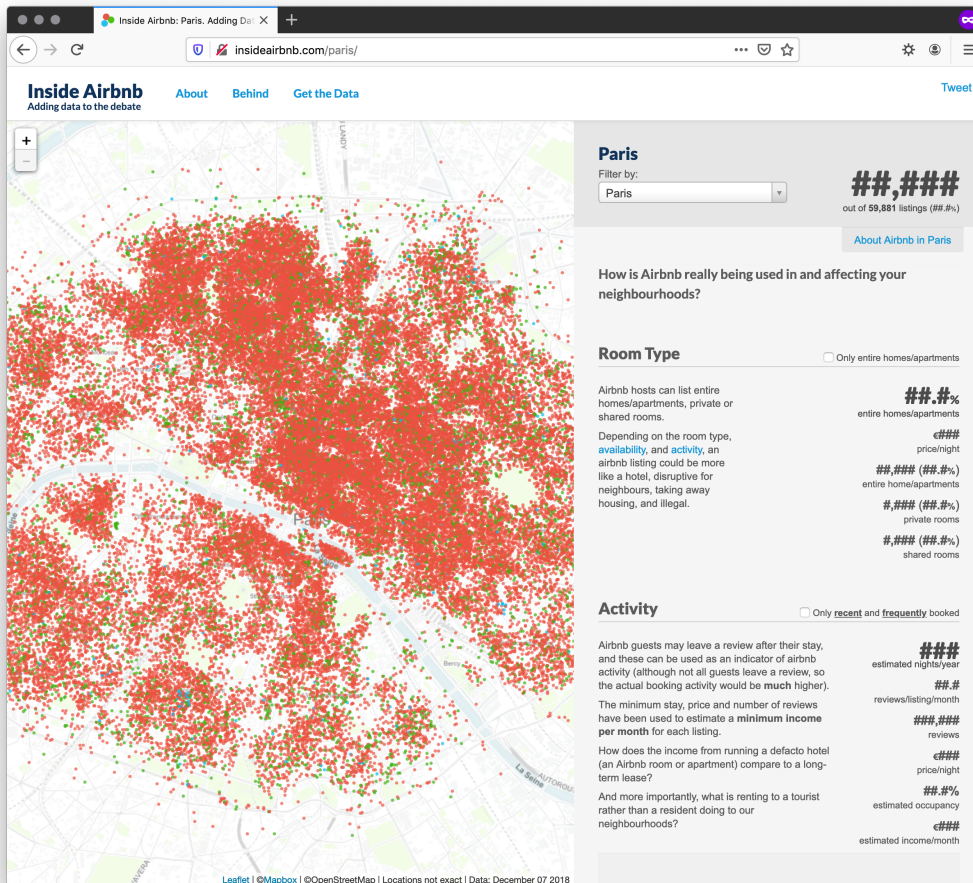 Inside Airbnb: Paris. Adding Dat
insideairbnb.com/paris/
Inside Airbnb
Adding data to the debate
About
Behind
Get the Data
Tweet
+
−
LANDY
Paris
Seine
Bercy
La Seine
AUTOROU
PAVERA
Leaflet | ©Mapbox | ©OpenStreetMap | Locations not exact | Data: December 07 2018
Paris
Filter by:
Paris
##,###
out of 59,881 listings (##.#%)
About Airbnb in Paris
How is Airbnb really being used in and affecting your
neighbourhoods?
Room Type
Only entire homes/apartments
Airbnb hosts can list entire
homes/apartments, private or
shared rooms.
Depending on the room type,
availability, and activity, an
airbnb listing could be more
like a hotel, disruptive for
neighbours, taking away
housing, and illegal.
##.#%
entire homes/apartments
€###
price/night
##,### (##.#%)
entire home/apartments
#,### (##.#%)
private rooms
#,### (##.#%)
shared rooms
Activity
Only recent and frequently booked
Airbnb guests may leave a review after their stay,
and these can be used as an indicator of airbnb
activity (although not all guests leave a review, so
the actual booking activity would be much higher).
The minimum stay, price and number of reviews
have been used to estimate a minimum income
per month for each listing.
How does the income from running a defacto hotel
(an Airbnb room or apartment) compare to a long-
term lease?
And more importantly, what is renting to a tourist
rather than a resident doing to our
neighbourhoods?
###
estimated nights/year
##.#
reviews/listing/month
###,###
reviews
€###
price/night
##.#%
estimated occupancy
€###
estimated income/month